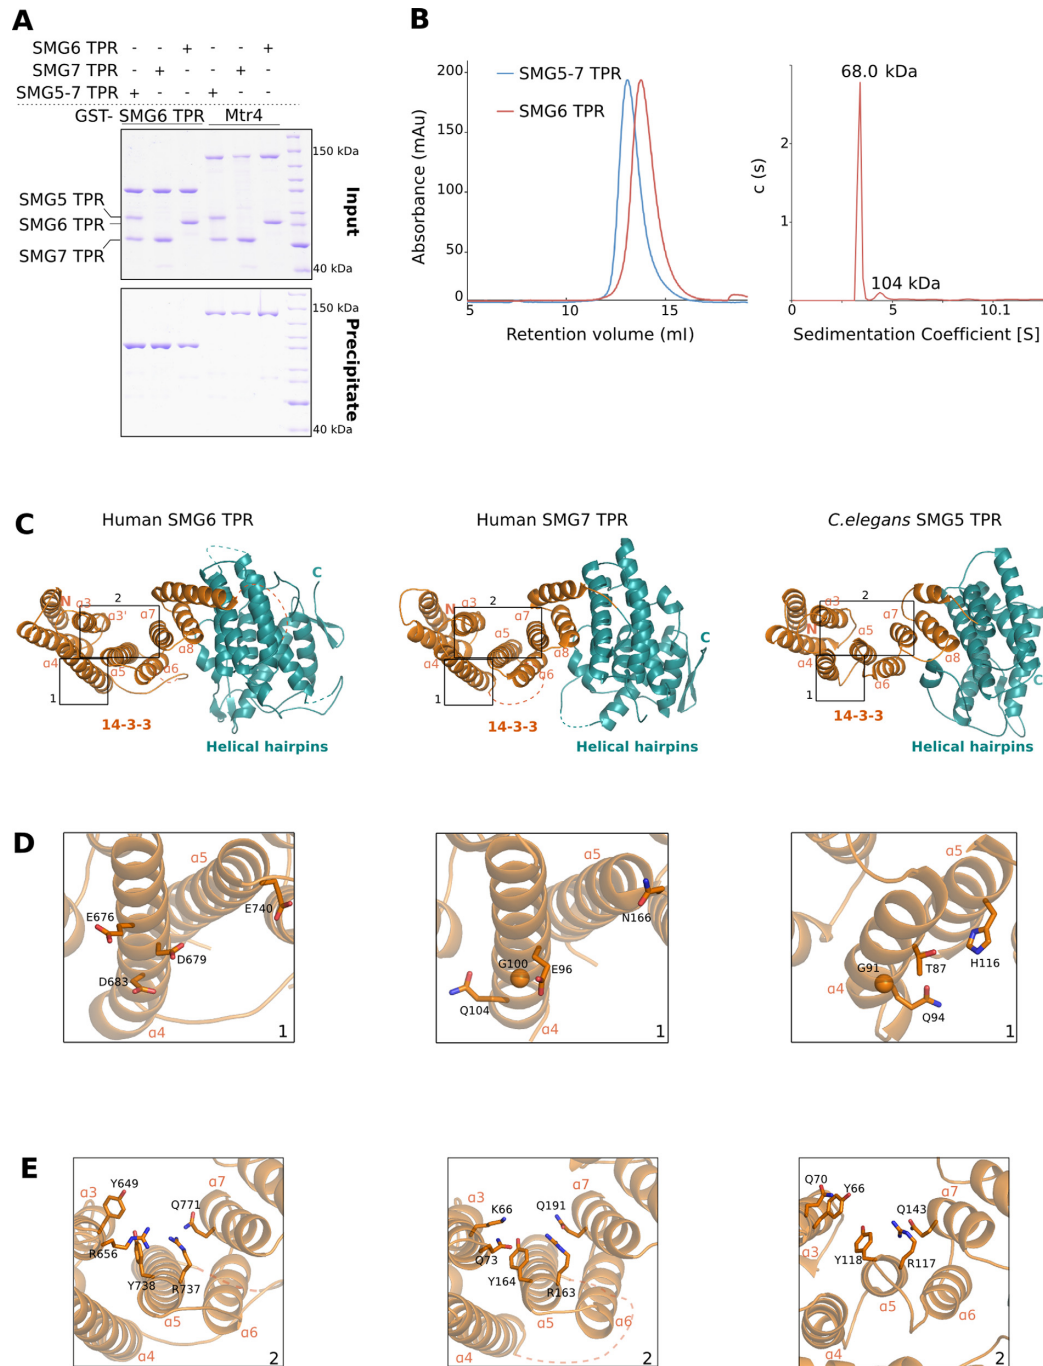 A
SMG6 TPR - - + - - +
SMG7 TPR - + - - + -
SMG5-7 TPR + - - + - -
GST- SMG6 TPR Mtr4
150 kDa
SMG5 TPR
SMG6 TPR
SMG7 TPR
40 kDa
Input
150 kDa
40 kDa
Precipitate
B
SMG5-7 TPR
SMG6 TPR
200
150
100
50
0
5 10 15
Absorbance (mAu)
Retention volume (ml)
68.0 kDa
104 kDa
2
1
0 5 10.1
c (s)
Sedimentation Coefficient [S]
C
Human SMG6 TPR
N α3 α3' 2 α7
α4 α5 α6 α8
1
C
14-3-3
Helical hairpins
Human SMG7 TPR
N α3 2 α7
α4 α5 α6 α8
1
C
14-3-3
Helical hairpins
C.elegans SMG5 TPR
α3 N 2 α7
α4 α5 α6 α8
1
C
14-3-3
Helical hairpins
D
α5
E676
E740
D679
D683
α4
1
α5
N166
G100
E96
Q104
α4
1
α5
H116
T87
G91
Q94
α4
1
E
Y649
α3
α7
Q771
R656
Y738
R737
α5
α6
α4
2
α3
α7
K66
Q191
Q73
Y164
R163
α5
α6
α4
2
Q70
Y66
α7
Q143
α3
Y118
R117
α5
α6
α4
2